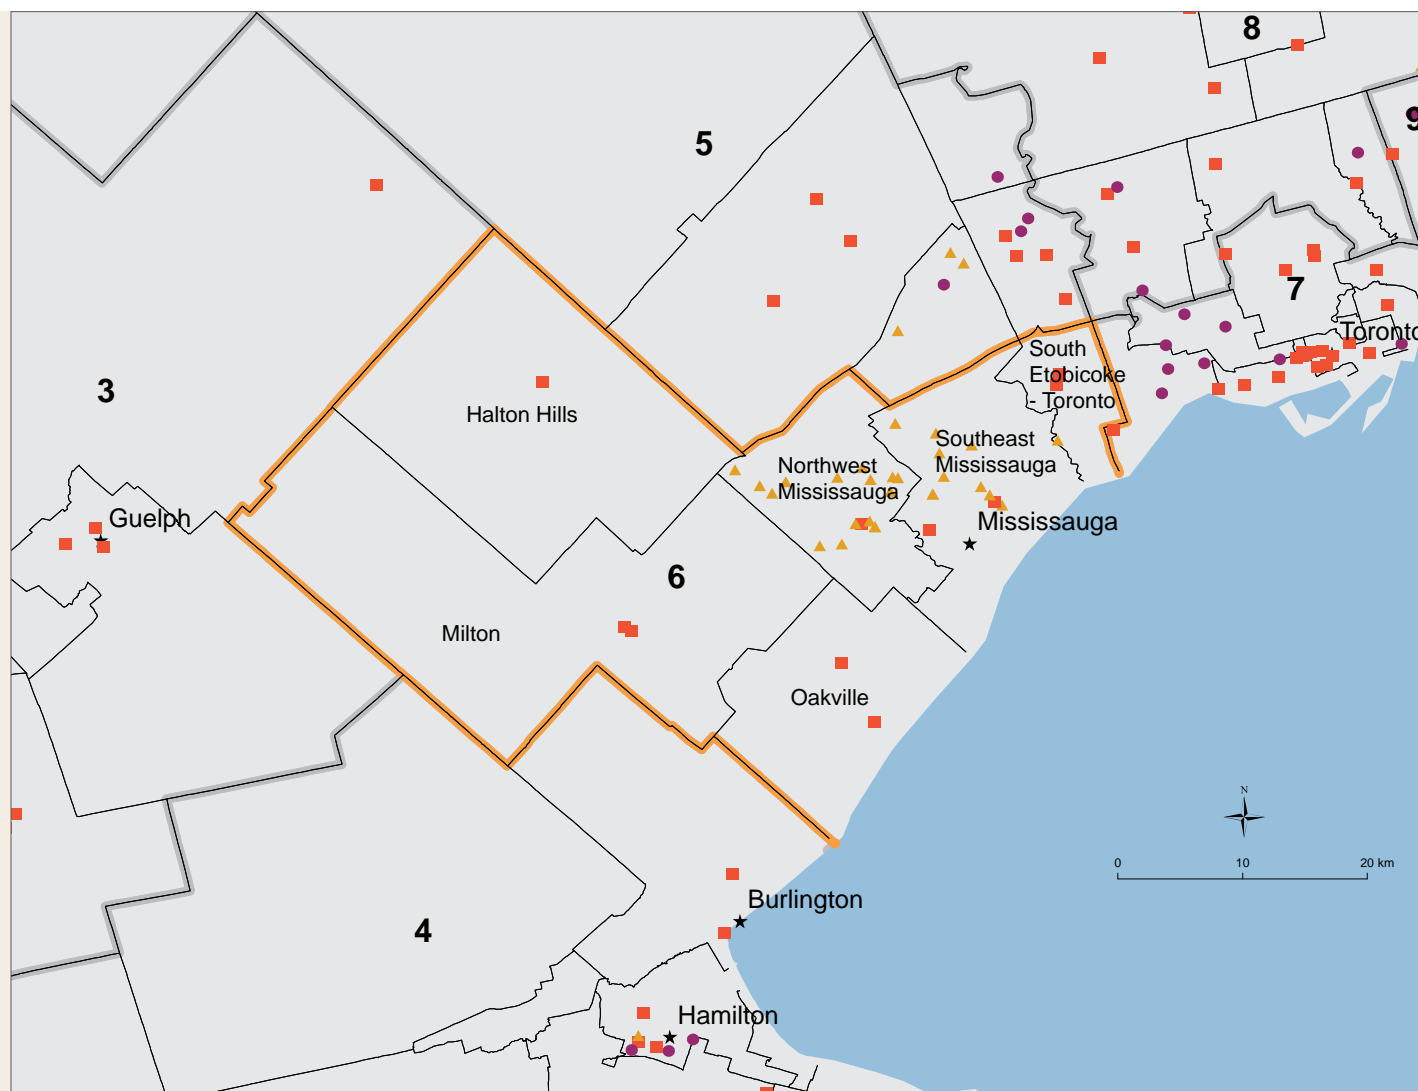 8
9
5
7
Toronto
South
Etobicoke
- Toronto
3
Halton Hills
Southeast
Mississauga
Northwest
Mississauga
Guelph
Mississauga
6
Milton
Oakville
N
0 10 20 km
Burlington
4
Hamilton